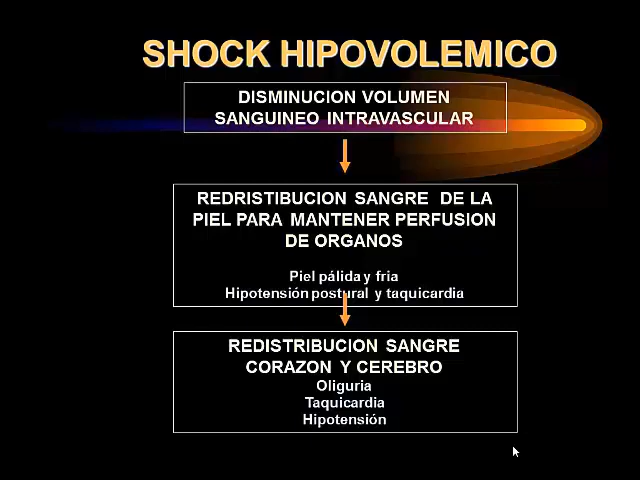 SHOCK HIPOVOLEMICO
DISMINUCION VOLUMEN
SANGUINEO INTRAVASCULAR
REDRISTIBUCION SANGRE DE LA
PIEL PARA MANTENER PERFUSION
DE ORGANOS
Piel pálida y fria
Hipotensión postural y taquicardia
REDISTRIBUCION SANGRE
CORAZON Y CEREBRO
Oliguria
Taquicardia
Hipotensión